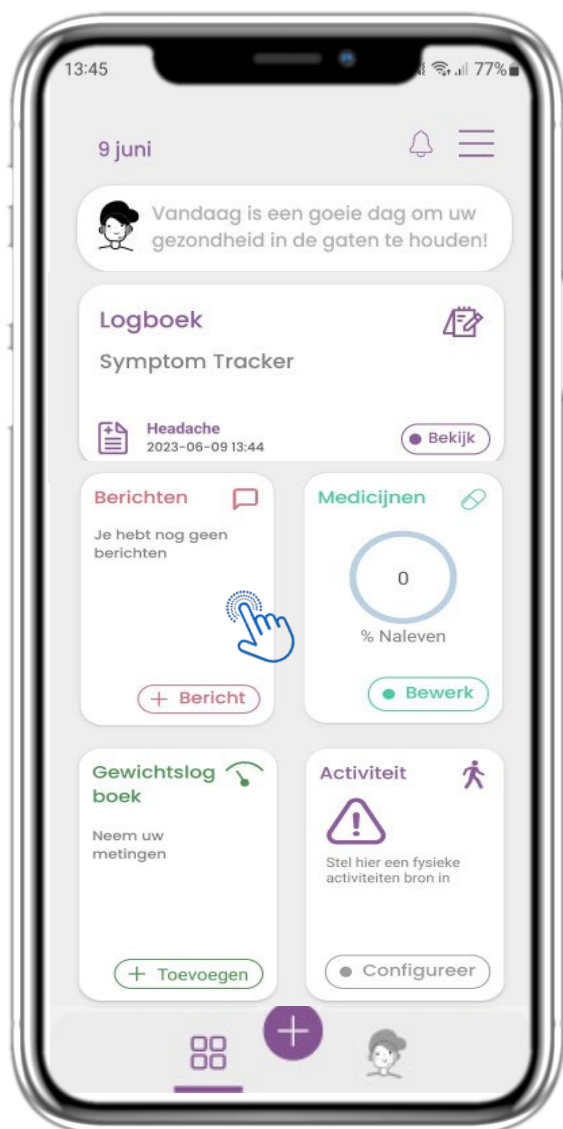 13:45
77%
9 juni
Vandaag is een goeie dag om uw
gezondheid in de gaten te houden!
Logboek
Symptom Tracker
Headache
2023-06-09 13:44
Bekijk
Berichten
Je hebt nog geen
berichten
+ Bericht
Medicijnen
0
% Naleven
Bewerk
Gewichtslog
boek
Neem uw
metingen
+ Toevoegen
Activiteit
Stel hier een fysieke
activiteiten bron in
Configureer